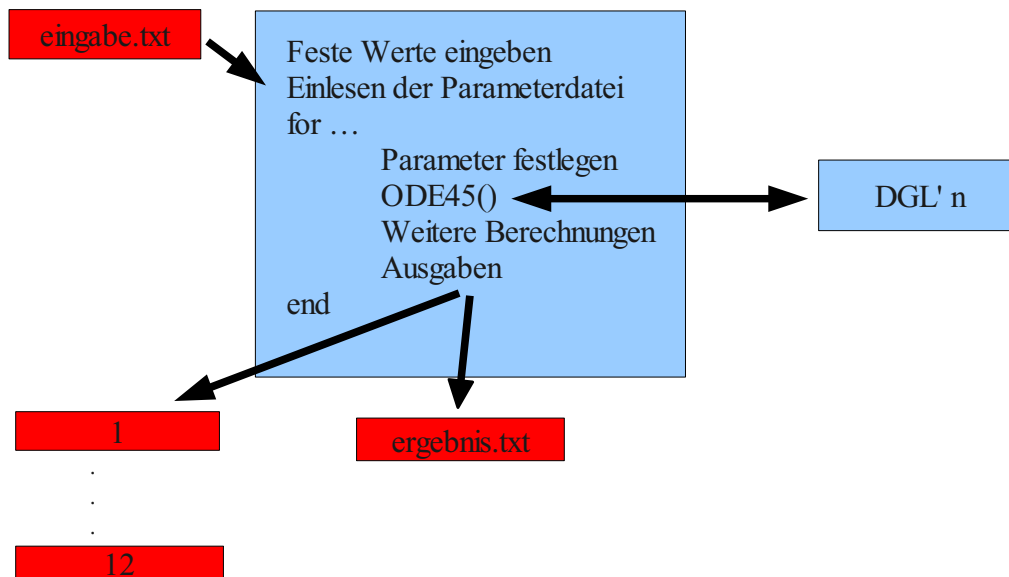 eingabe.txt
Feste Werte eingeben
Einlesen der Parameterdatei
for …
Parameter festlegen
ODE45()
Weitere Berechnungen
Ausgaben
end
DGL' n
1
.
.
.
12
ergebnis.txt